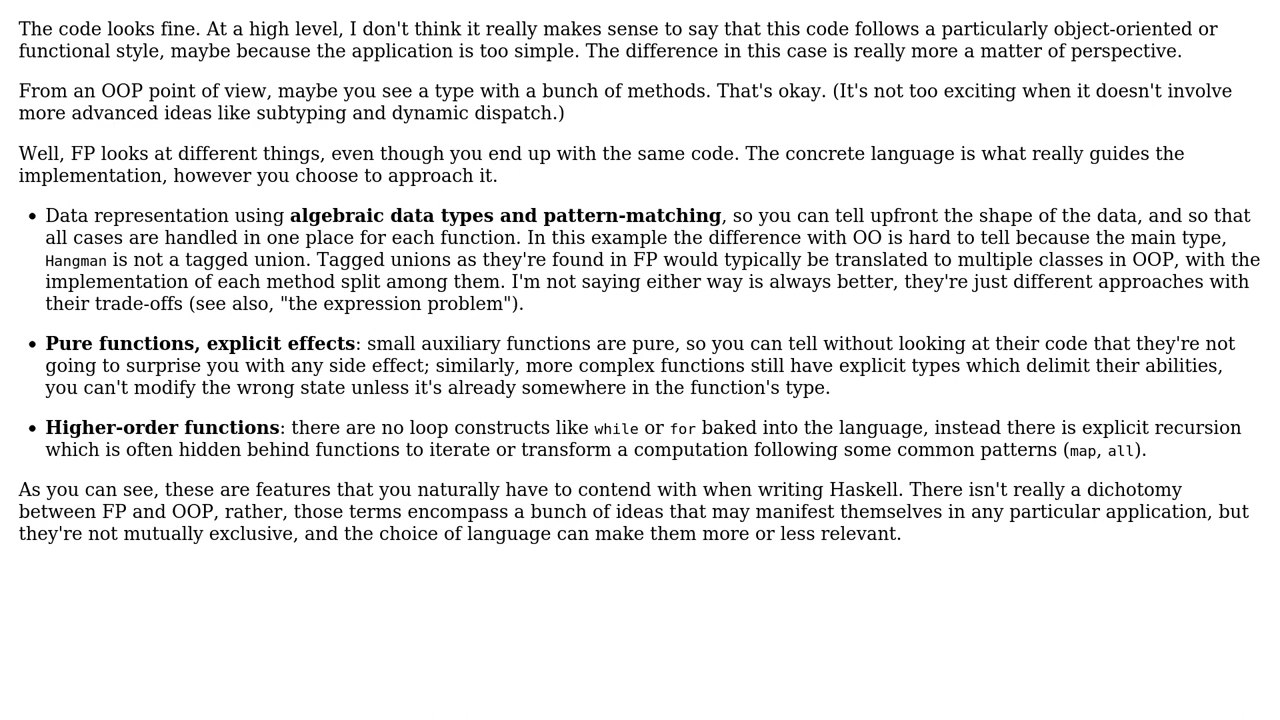 The code looks fine. At a high level, I don't think it really makes sense to say that this code follows a particularly object-oriented or
functional style, maybe because the application is too simple. The difference in this case is really more a matter of perspective.
From an OOP point of view, maybe you see a type with a bunch of methods. That's okay. (It's not too exciting when it doesn't involve
more advanced ideas like subtyping and dynamic dispatch.)
Well, FP looks at different things, even though you end up with the same code. The concrete language is what really guides the
implementation, however you choose to approach it.
• Data representation using algebraic data types and pattern-matching, so you can tell upfront the shape of the data, and so that
all cases are handled in one place for each function. In this example the difference with OO is hard to tell because the main type,
Hangman is not a tagged union. Tagged unions as they're found in FP would typically be translated to multiple classes in OOP, with the
implementation of each method split among them. I'm not saying either way is always better, they're just different approaches with
their trade-offs (see also, "the expression problem").
• Pure functions, explicit effects: small auxiliary functions are pure, so you can tell without looking at their code that they're not
going to surprise you with any side effect; similarly, more complex functions still have explicit types which delimit their abilities,
you can't modify the wrong state unless it's already somewhere in the function's type.
• Higher-order functions: there are no loop constructs like while or for baked into the language, instead there is explicit recursion
which is often hidden behind functions to iterate or transform a computation following some common patterns (map, all).
As you can see, these are features that you naturally have to contend with when writing Haskell. There isn't really a dichotomy
between FP and OOP, rather, those terms encompass a bunch of ideas that may manifest themselves in any particular application, but
they're not mutually exclusive, and the choice of language can make them more or less relevant.